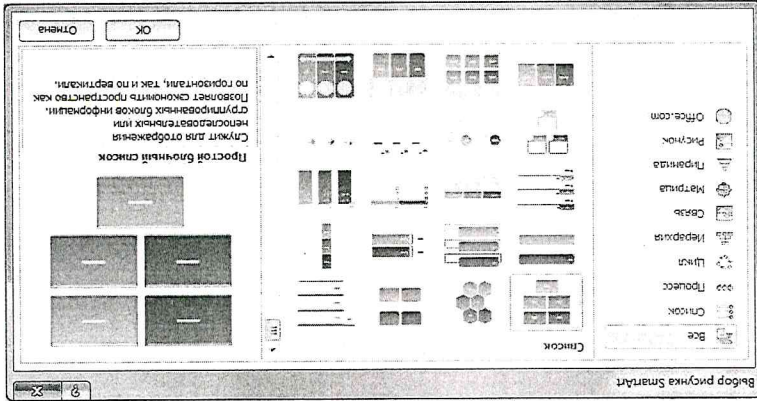 Выбор рисунка SmartArt
Все
Список
Процесс
Цикл
Иерархия
Связь
Матрица
Пирамида
Рисунок
Office.com
Список
Простой блочный список
Служит для отображения
непоследовательных или
сгруппированных блоков информации.
Позволяет сэкономить пространство как
по горизонтали, так и по вертикали.
ОК
Отмена